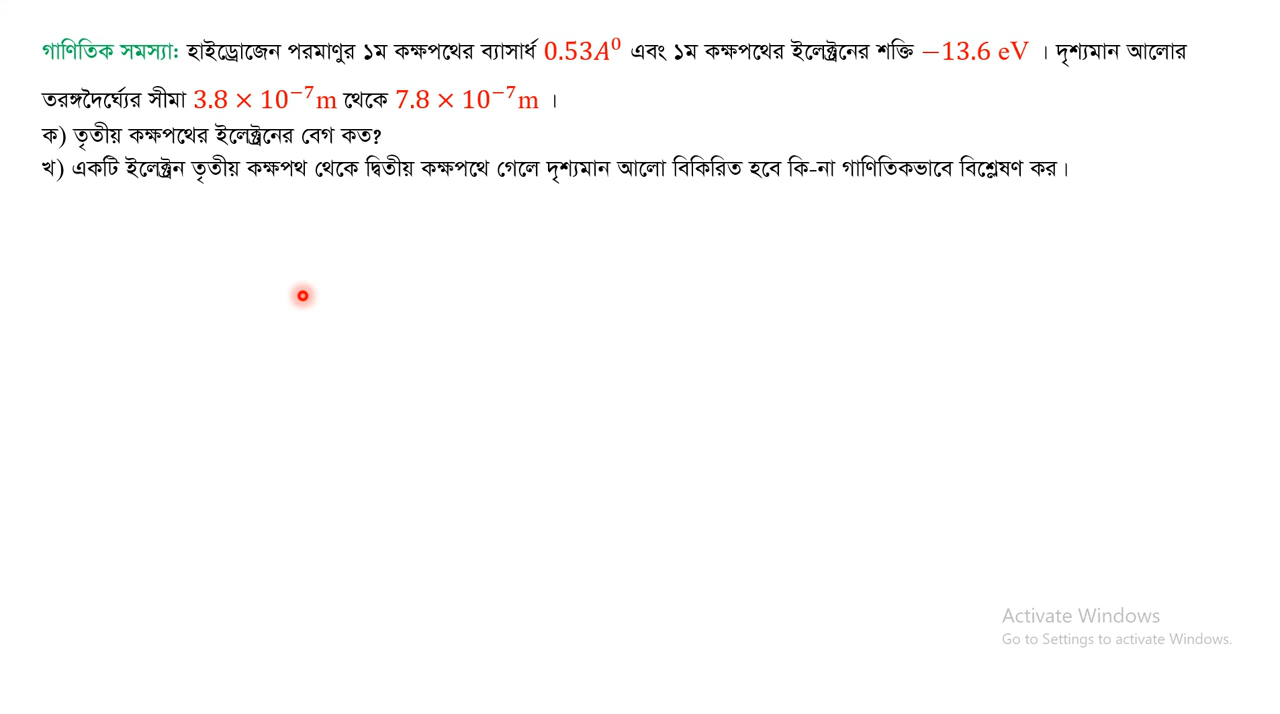 গাণিতিক সমস্যা: হাইড্রোজেন পরমাণুর ১ম কক্ষপথের ব্যাসার্ধ 0.53A⁰ এবং ১ম কক্ষপথের ইলেক্ট্রনের শক্তি −13.6 eV । দৃশ্যমান আলোর
তরঙ্গদৈর্ঘ্যের সীমা 3.8 × 10⁻⁷m থেকে 7.8 × 10⁻⁷m ।
ক) তৃতীয় কক্ষপথের ইলেক্ট্রনের বেগ কত?
খ) একটি ইলেক্ট্রন তৃতীয় কক্ষপথ থেকে দ্বিতীয় কক্ষপথে গেলে দৃশ্যমান আলো বিকিরিত হবে কি-না গাণিতিকভাবে বিশ্লেষণ কর।
Activate Windows
Go to Settings to activate Windows.